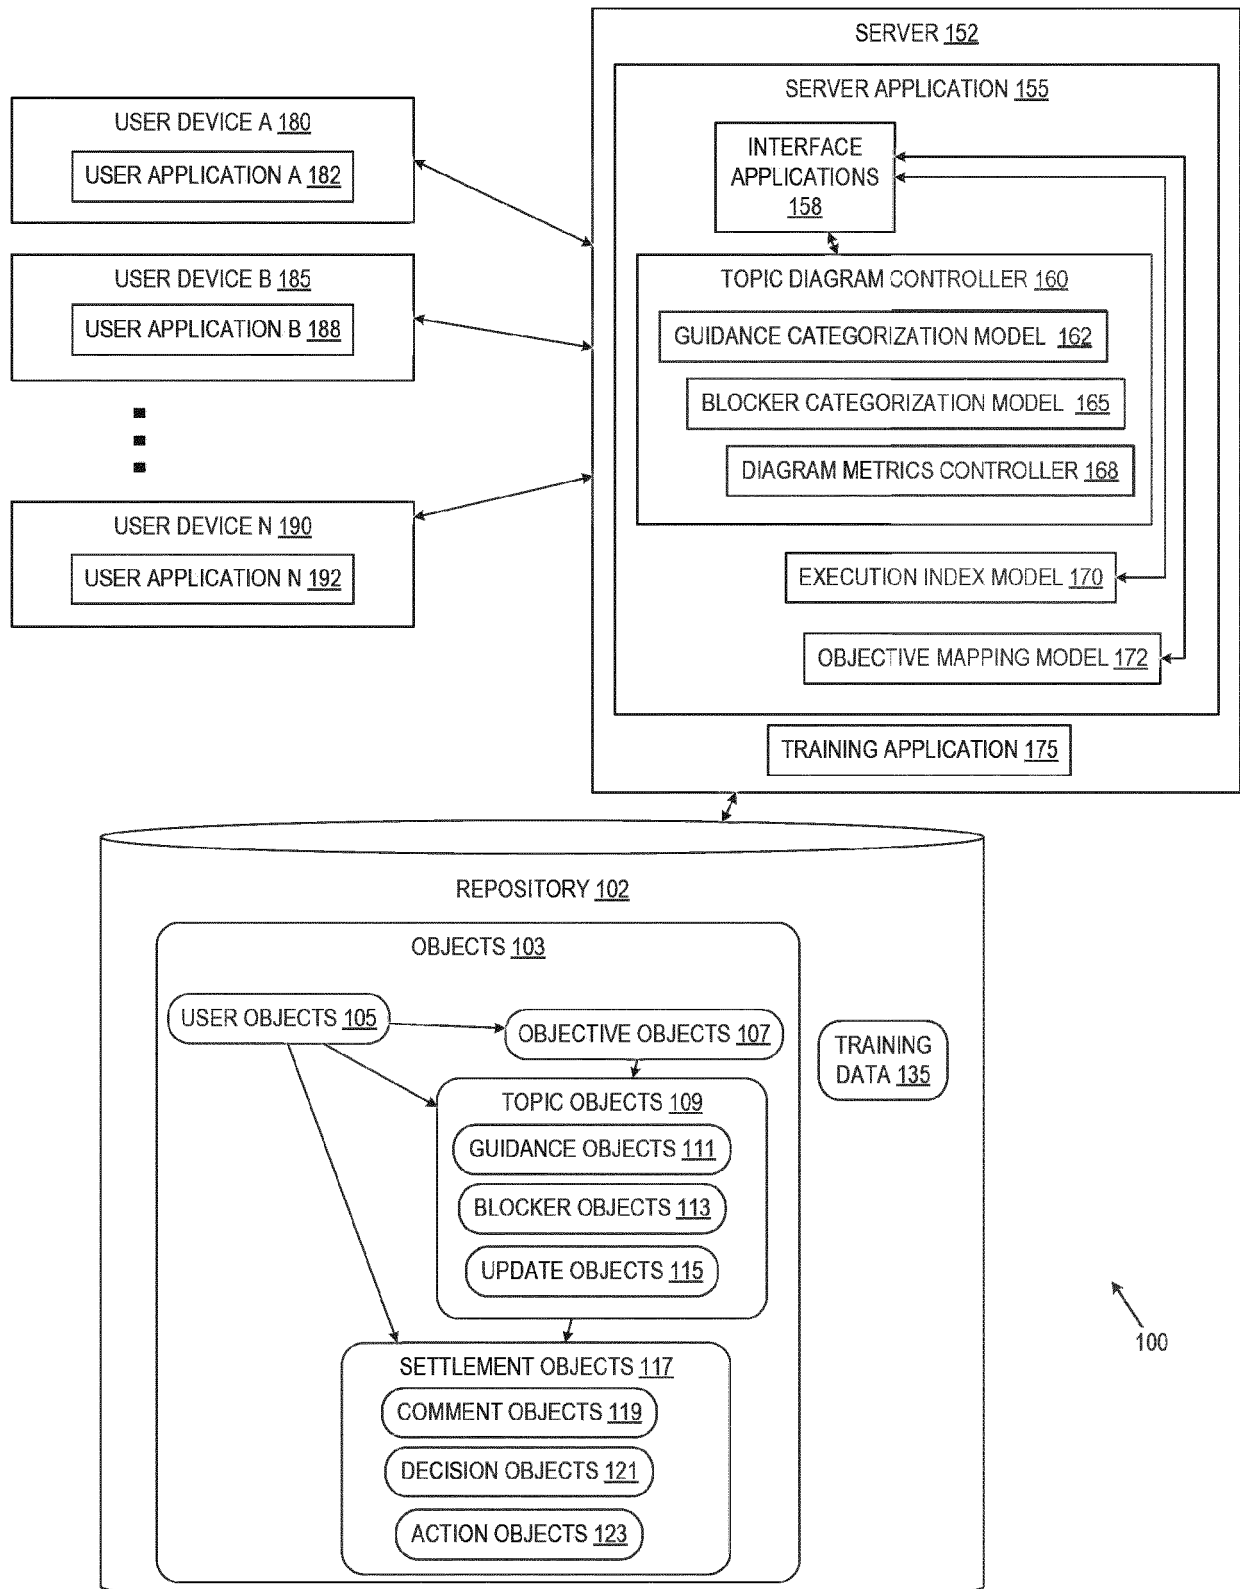 SERVER 152
SERVER APPLICATION 155
INTERFACE
APPLICATIONS
158
TOPIC DIAGRAM CONTROLLER 160
GUIDANCE CATEGORIZATION MODEL 162
BLOCKER CATEGORIZATION MODEL 165
DIAGRAM METRICS CONTROLLER 168
EXECUTION INDEX MODEL 170
OBJECTIVE MAPPING MODEL 172
TRAINING APPLICATION 175
USER DEVICE A 180
USER APPLICATION A 182
USER DEVICE B 185
USER APPLICATION B 188
USER DEVICE N 190
USER APPLICATION N 192
REPOSITORY 102
OBJECTS 103
USER OBJECTS 105
OBJECTIVE OBJECTS 107
TOPIC OBJECTS 109
GUIDANCE OBJECTS 111
BLOCKER OBJECTS 113
UPDATE OBJECTS 115
SETTLEMENT OBJECTS 117
COMMENT OBJECTS 119
DECISION OBJECTS 121
ACTION OBJECTS 123
TRAINING
DATA 135
100